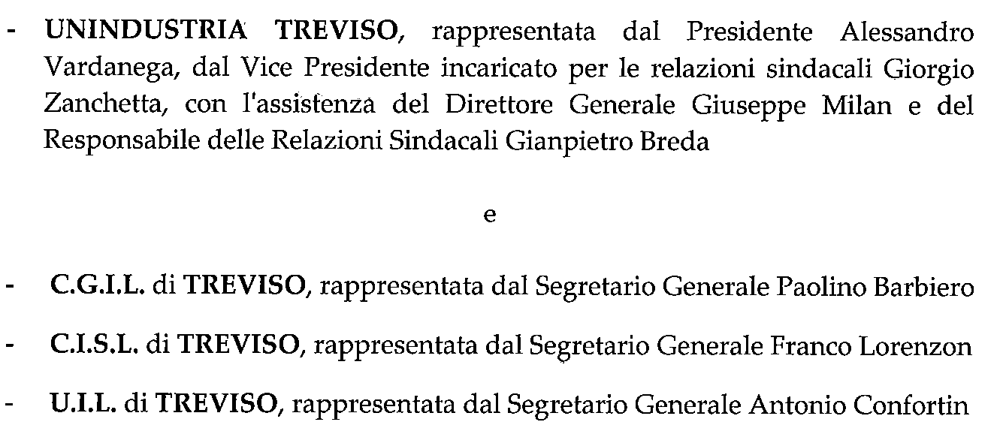 - UNINDUSTRIA TREVISO, rappresentata dal Presidente Alessandro
Vardanega, dal Vice Presidente incaricato per le relazioni sindacali Giorgio
Zanchetta, con l'assistenza del Direttore Generale Giuseppe Milan e del
Responsabile delle Relazioni Sindacali Gianpietro Breda
e
- C.G.I.L. di TREVISO, rappresentata dal Segretario Generale Paolino Barbiero
- C.I.S.L. di TREVISO, rappresentata dal Segretario Generale Franco Lorenzon
- U.I.L. di TREVISO, rappresentata dal Segretario Generale Antonio Confortin